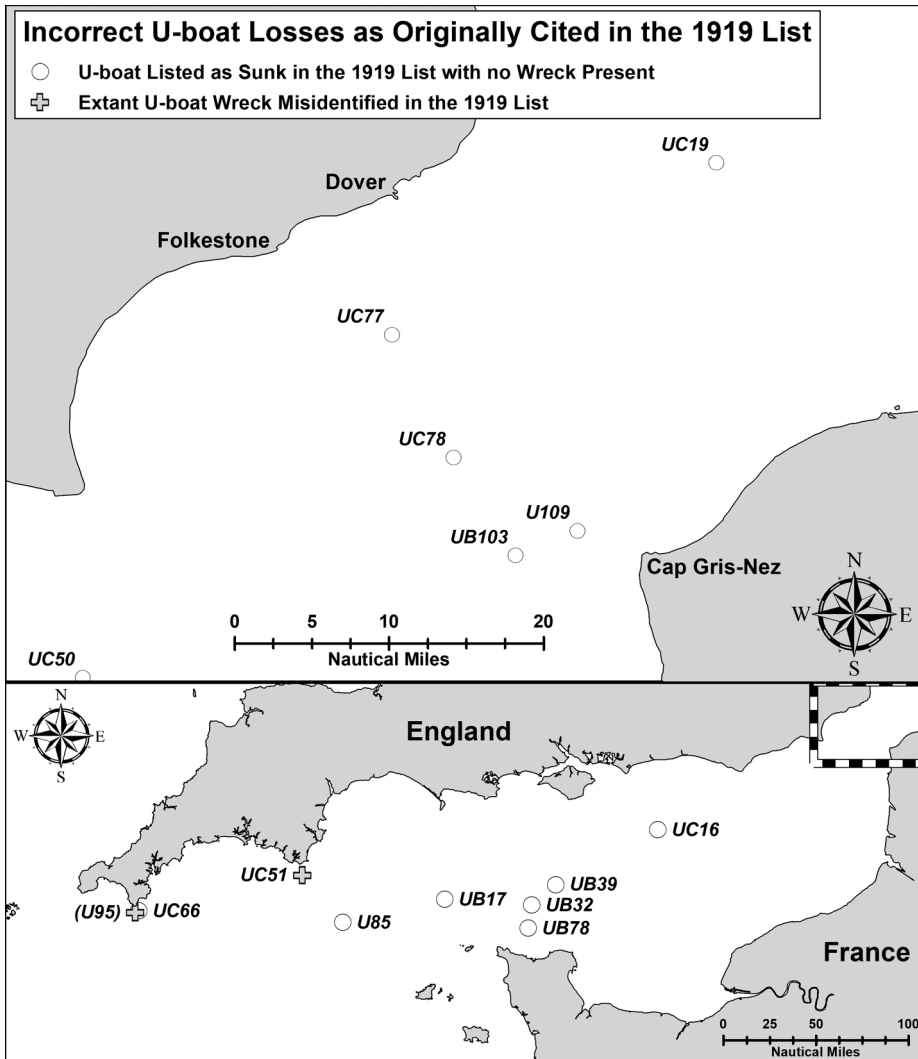 Incorrect U-boat Losses as Originally Cited in the 1919 List
U-boat Listed as Sunk in the 1919 List with no Wreck Present
Extant U-boat Wreck Misidentified in the 1919 List
UC19
Dover
Folkestone
UC77
UC78
U109
UB103
Cap Gris-Nez
N
W E
S
0 5 10 20
Nautical Miles
UC50
N
W E
S
England
UC16
UC51
UB39
UB17
UB32
(U95) UC66
U85
UB78
France
0 25 50 100
Nautical Miles